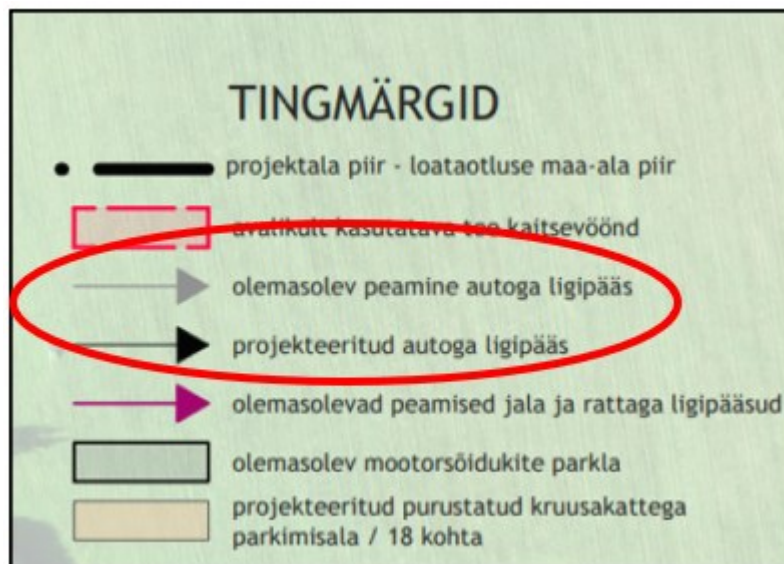 TINGMÄRGID
projektala piir - loataotluse maa-ala piir
avalikult kasutatava tee kaitsevöönd
olemasolev peamine autoga ligipääs
projekteeritud autoga ligipääs
olemasolevad peamised jala ja rattaga ligipääsud
olemasolev mootorsõidukite parkla
projekteeritud purustatud kruusakattega
parkimisala / 18 kohta